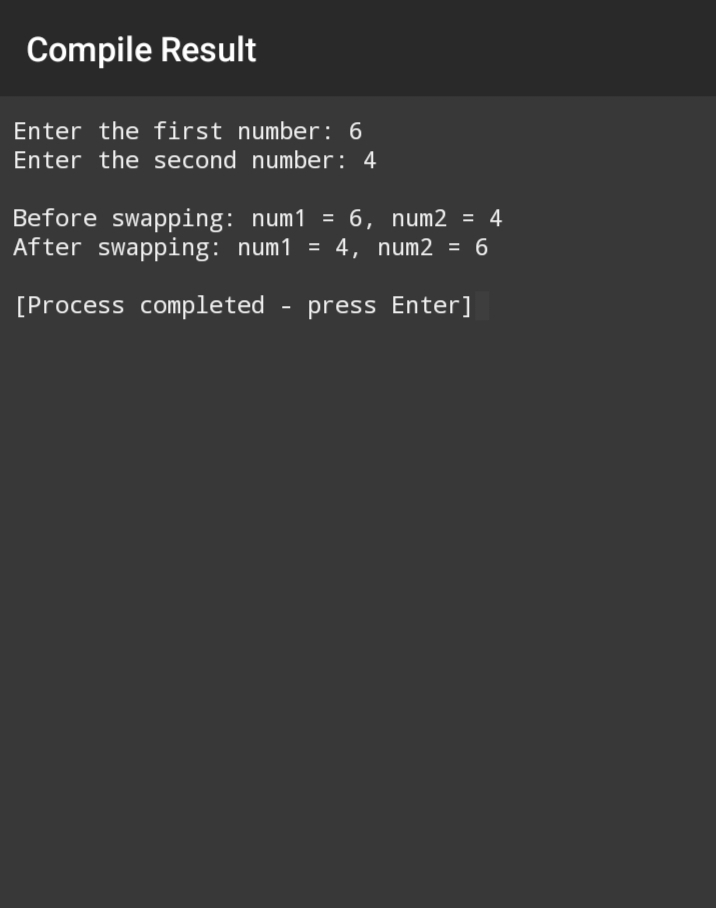 Compile Result
Enter the first number: 6
Enter the second number: 4
Before swapping: num1 = 6, num2 = 4
After swapping: num1 = 4, num2 = 6
[Process completed - press Enter]